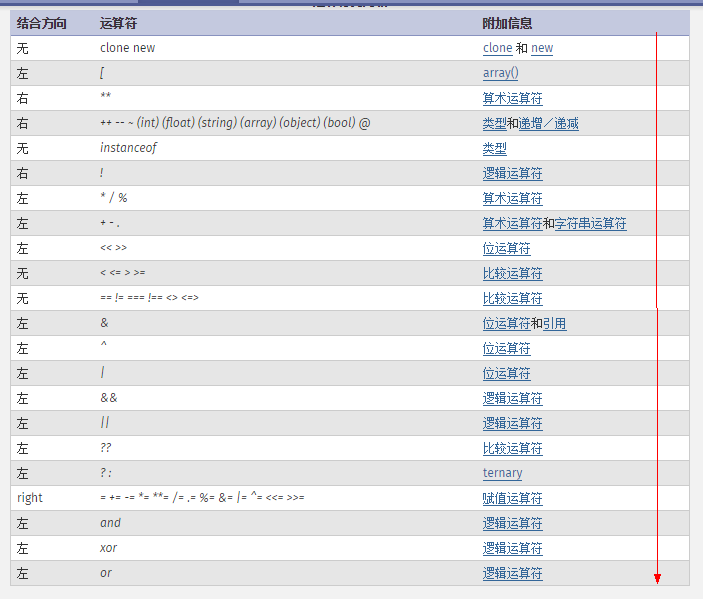 结合方向 运算符 附加信息
无 clone new clone 和 new
左 [ array()
右 ** 算术运算符
右 ++ -- ~ (int) (float) (string) (array) (object) (bool) @ 类型和递增／递减
无 instanceof 类型
右 ! 逻辑运算符
左 * / % 算术运算符
左 + - . 算术运算符和字符串运算符
左 << >> 位运算符
无 < <= > >= 比较运算符
无 == != === !== <> <=> 比较运算符
左 & 位运算符和引用
左 ^ 位运算符
左 | 位运算符
左 && 逻辑运算符
左 || 逻辑运算符
左 ?? 比较运算符
左 ? : ternary
right = += -= *= **= /= .= %= &= |= ^= <<= >>= 赋值运算符
左 and 逻辑运算符
左 xor 逻辑运算符
左 or 逻辑运算符